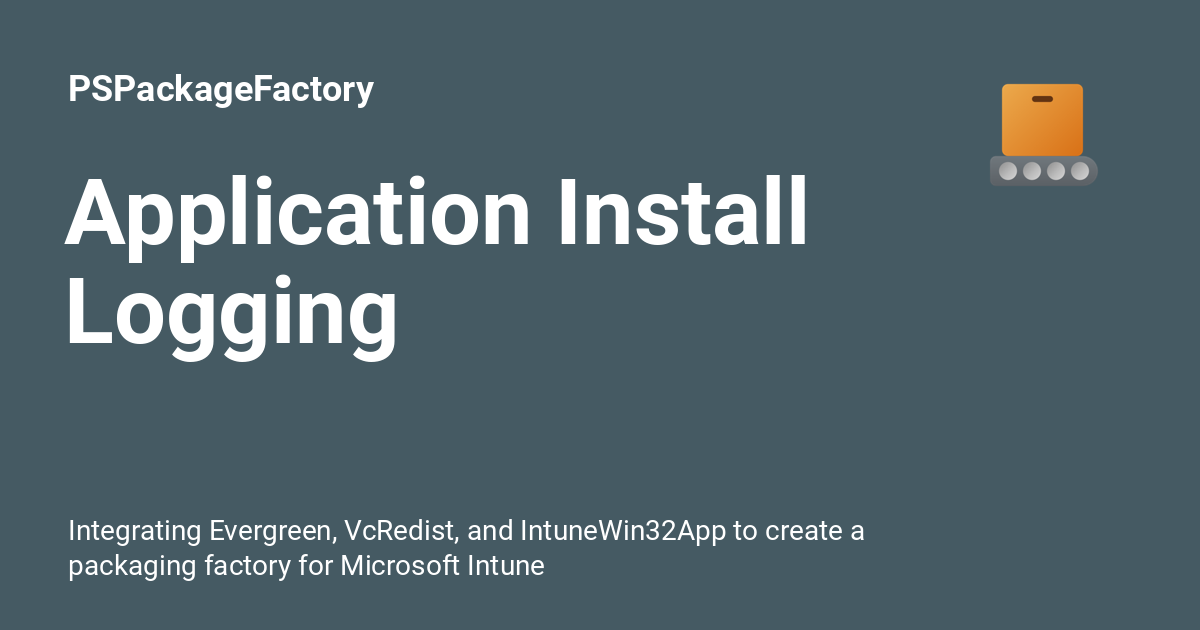 PSPackageFactory
Application Install
Logging
Integrating Evergreen, VcRedist, and IntuneWin32App to create a
packaging factory for Microsoft Intune